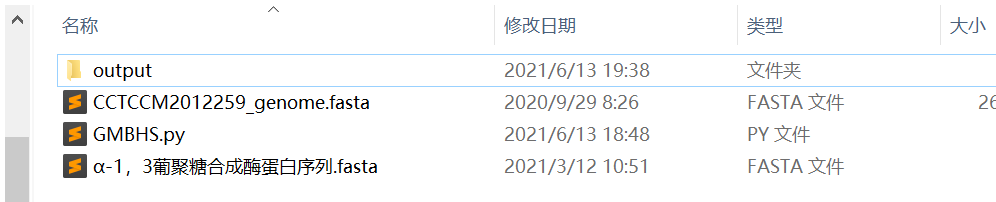 名称 修改日期 类型 大小
output 2021/6/13 19:38 文件夹
CCTCCM2012259_genome.fasta 2020/9/29 8:26 FASTA 文件 26
GMBHS.py 2021/6/13 18:48 PY 文件
α-1，3葡聚糖合成酶蛋白序列.fasta 2021/3/12 10:51 FASTA 文件